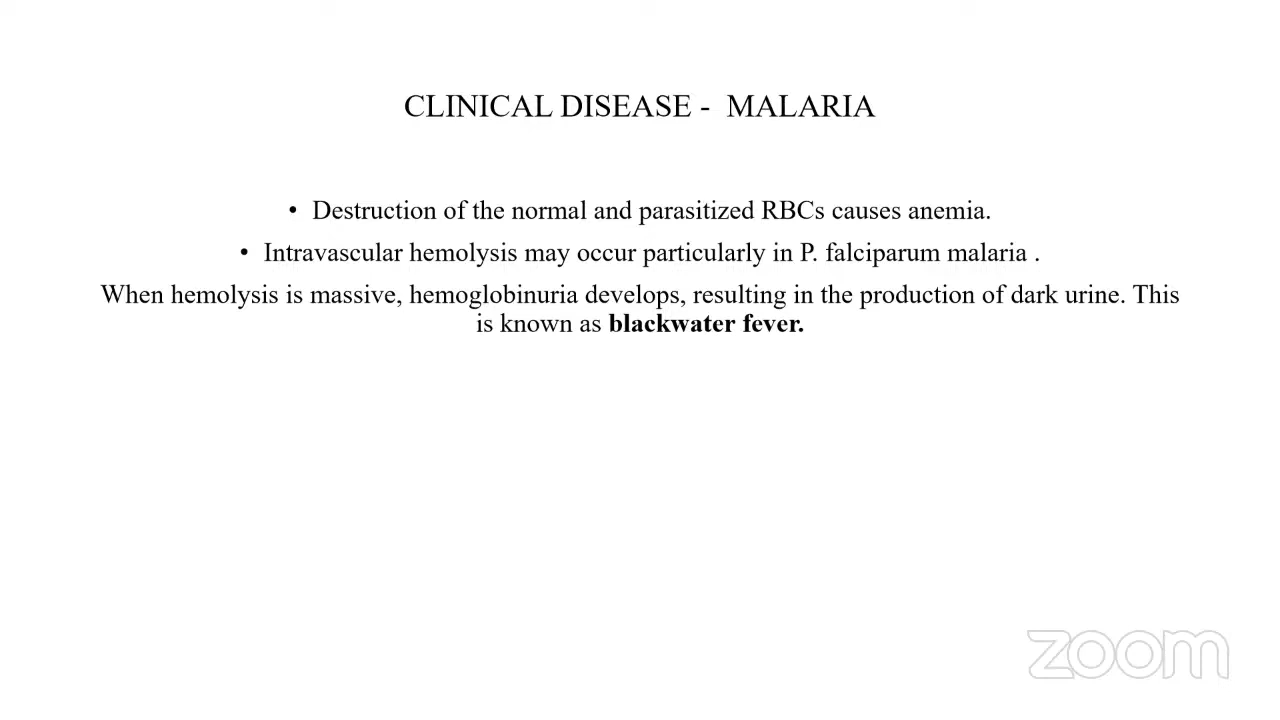 CLINICAL DISEASE - MALARIA
• Destruction of the normal and parasitized RBCs causes anemia.
• Intravascular hemolysis may occur particularly in P. falciparum malaria .
When hemolysis is massive, hemoglobinuria develops, resulting in the production of dark urine. This
is known as blackwater fever.
zoom